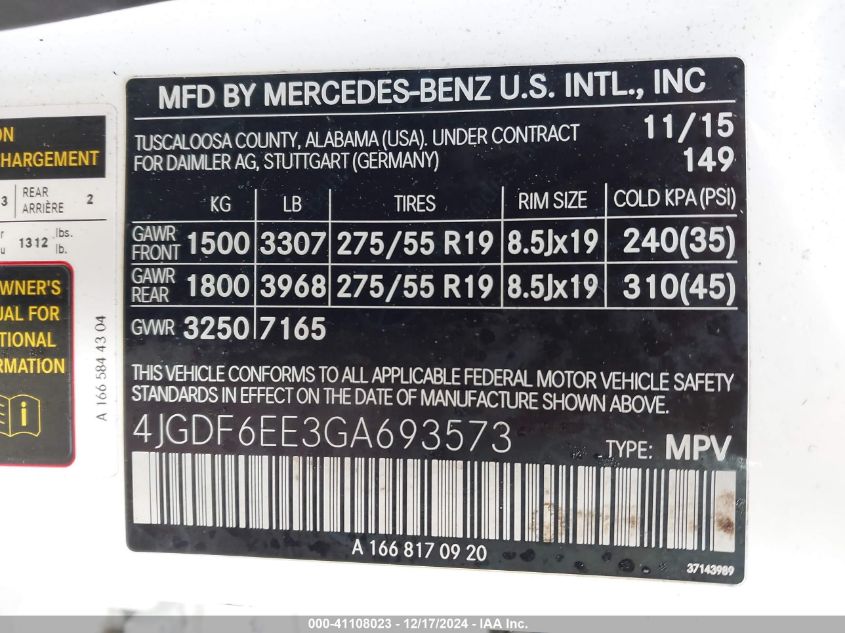 ON
CHARGEMENT
3 REAR ARRIÈRE 2
1312 lbs. lb.
OWNER'S
UAL FOR
TIONAL
ORMATION
A 166 584 43 04
MFD BY MERCEDES-BENZ U.S. INTL., INC
TUSCALOOSA COUNTY, ALABAMA (USA). UNDER CONTRACT 11/15
FOR DAIMLER AG, STUTTGART (GERMANY) 149
KG LB TIRES RIM SIZE COLD KPA(PSI)
GAWR FRONT 1500 3307 275/55 R19 8.5Jx19 240(35)
GAWR REAR 1800 3968 275/55 R19 8.5Jx19 310(45)
GVWR 3250 7165
THIS VEHICLE CONFORMS TO ALL APPLICABLE FEDERAL MOTOR VEHICLE SAFETY
STANDARDS IN EFFECT ON THE DATE OF MANUFACTURE SHOWN ABOVE.
4JGDF6EE3GA693573 TYPE: MPV
A 166 817 09 20
37143989
000-41108023 - 12/17/2024 - IAA Inc.